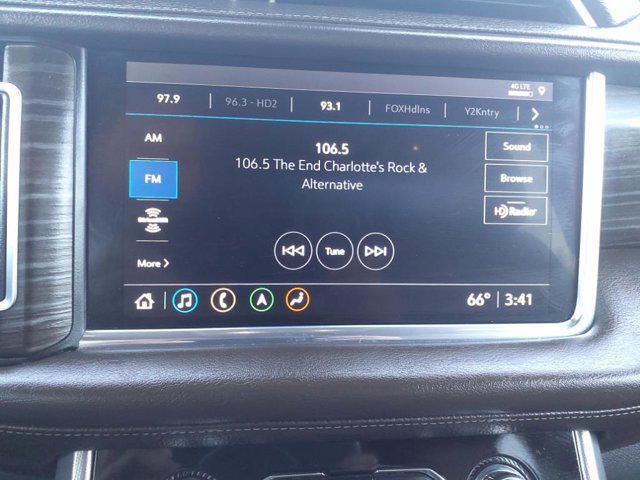 4G LTE
97.9 96.3 - HD2 93.1 FOXHdlns Y2Kntry
AM
FM
More
106.5
106.5 The End Charlotte's Rock &
Alternative
Tune
Sound
Browse
HD Radio
66° 3:41